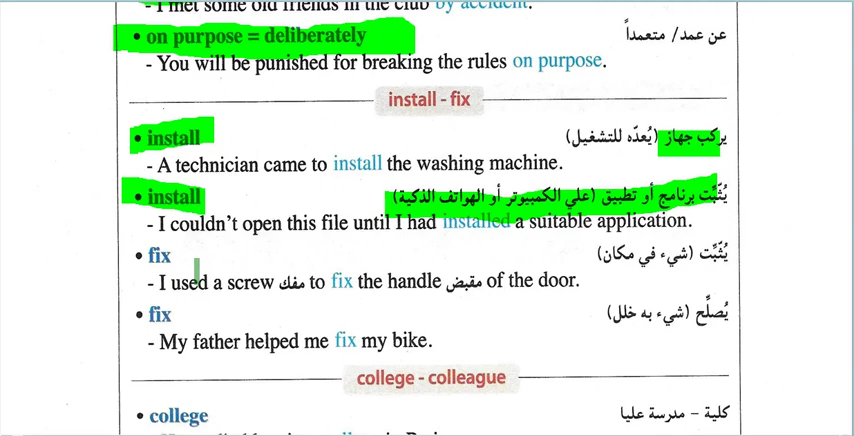 - I met some old friends in the club by accident.
• on purpose = deliberately عن عمد/ متعمداً
- You will be punished for breaking the rules on purpose.
install - fix
• install يركب جهاز (يُعدّه للتشغيل)
- A technician came to install the washing machine.
• install يُثَبِّت برنامج أو تطبيق (علي الكمبيوتر أو الهواتف الذكية)
- I couldn't open this file until I had installed a suitable application.
• fix يُثَبِّت (شيء في مكان)
- I used a screw مفك to fix the handle مقبض of the door.
• fix يُصلِّح (شيء به خلل)
- My father helped me fix my bike.
college - colleague
• college كلية – مدرسة عليا